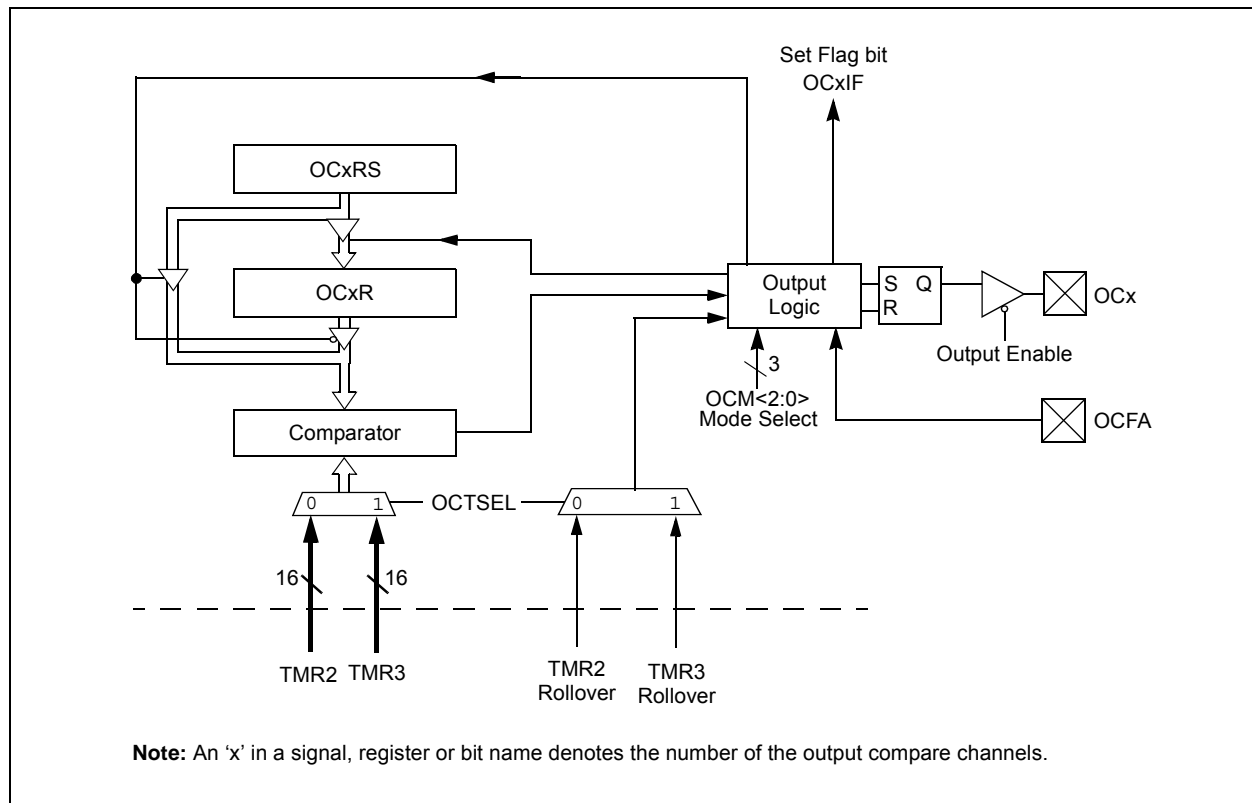 Set Flag bit
OCxIF
OCxRS
OCxR
Output
Logic
S Q
R
OCx
Output Enable
3
OCM<2:0>
Mode Select
OCFA
Comparator
0 1
OCTSEL
0 1
16
16
TMR2
TMR3
TMR2
Rollover
TMR3
Rollover
Note: An ‘x’ in a signal, register or bit name denotes the number of the output compare channels.